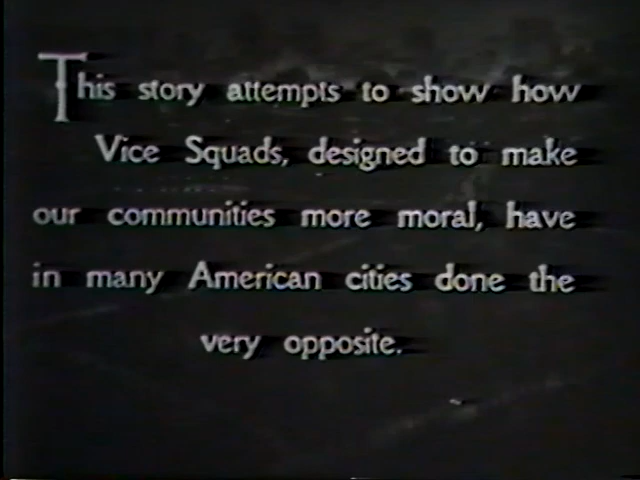 This story attempts to show how
Vice Squads, designed to make
our communities more moral, have
in many American cities done the
very opposite.